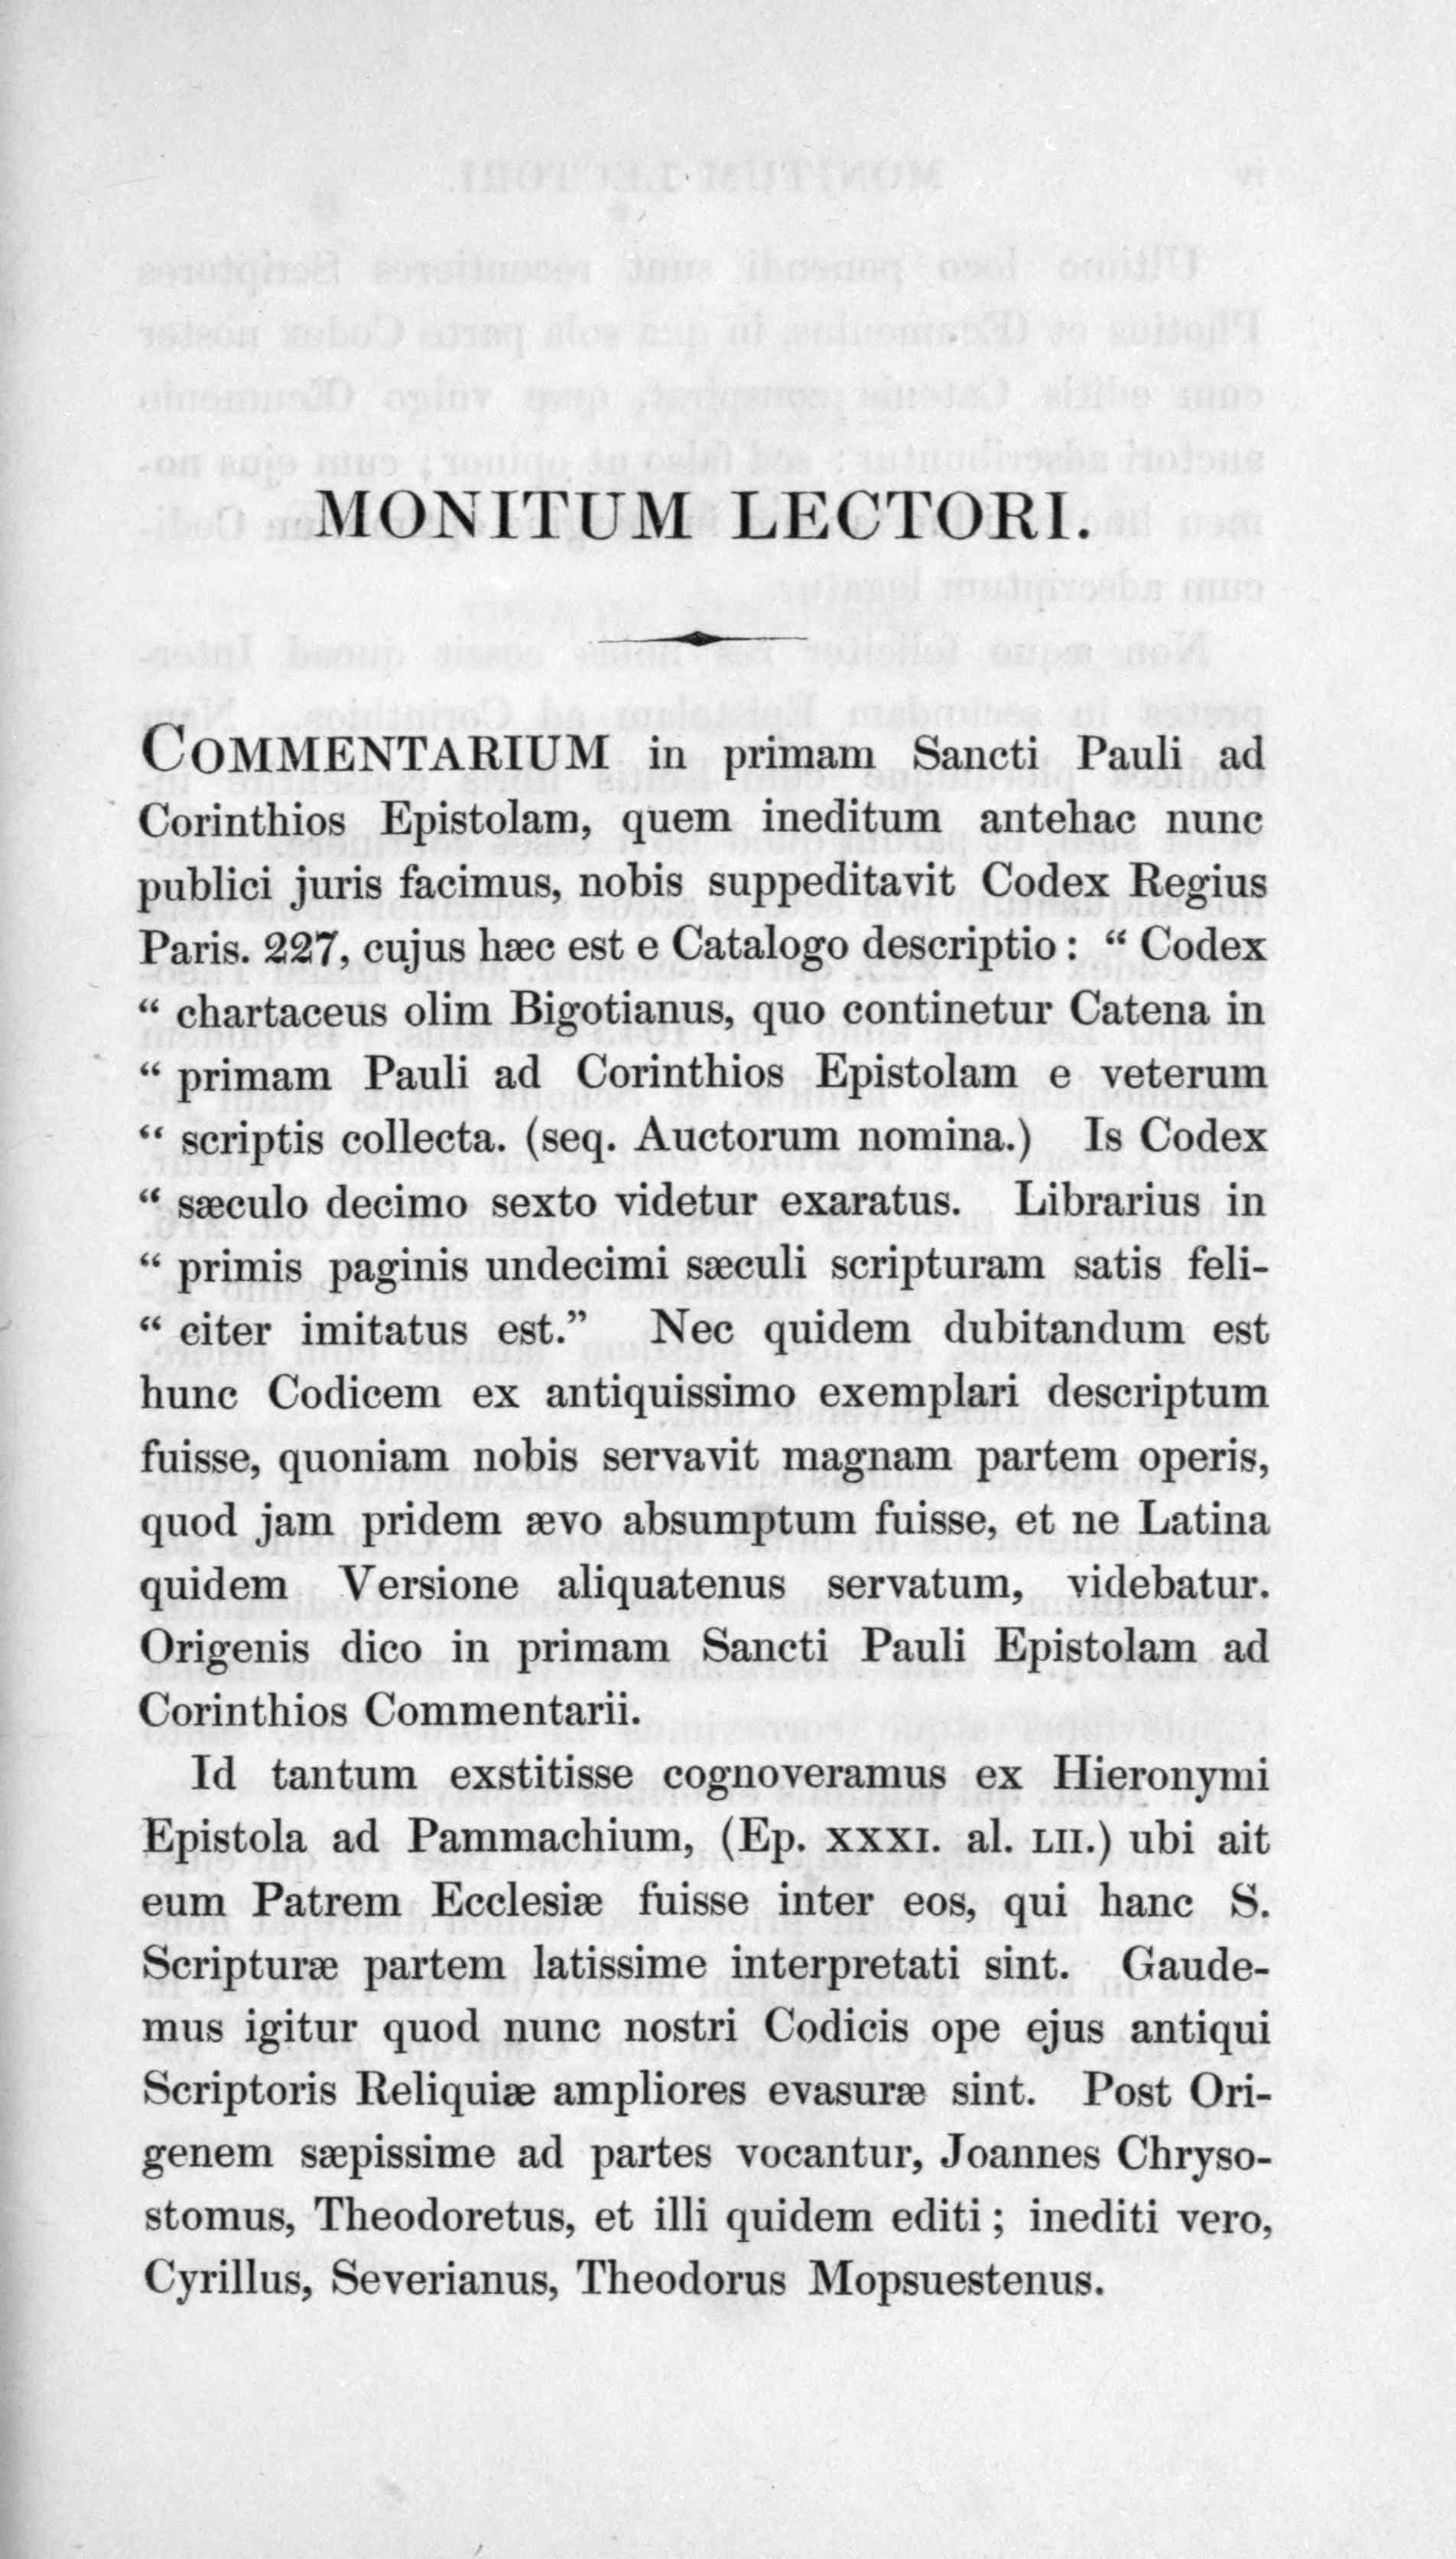 MONITUM LECTORI.
COMMENTARIUM in primam Sancti Pauli ad
Corinthios Epistolam, quem ineditum antehac nunc
publici juris facimus, nobis suppeditavit Codex Regius
Paris. 227, cujus hæc est e Catalogo descriptio : “ Codex
“ chartaceus olim Bigotianus, quo continetur Catena in
“ primam Pauli ad Corinthios Epistolam e veterum
“ scriptis collecta. (seq. Auctorum nomina.) Is Codex
“ sæculo decimo sexto videtur exaratus. Librarius in
“ primis paginis undecimi sæculi scripturam satis feli-
“ citer imitatus est.” Nec quidem dubitandum est
hunc Codicem ex antiquissimo exemplari descriptum
fuisse, quoniam nobis servavit magnam partem operis,
quod jam pridem ævo absumptum fuisse, et ne Latina
quidem Versione aliquatenus servatum, videbatur.
Origenis dico in primam Sancti Pauli Epistolam ad
Corinthios Commentarii.
Id tantum exstitisse cognoveramus ex Hieronymi
Epistola ad Pammachium, (Ep. XXXI. al. LII.) ubi ait
eum Patrem Ecclesiæ fuisse inter eos, qui hanc S.
Scripturæ partem latissime interpretati sint. Gaude-
mus igitur quod nunc nostri Codicis ope ejus antiqui
Scriptoris Reliquiæ ampliores evasuræ sint. Post Ori-
genem sæpissime ad partes vocantur, Joannes Chryso-
stomus, Theodoretus, et illi quidem editi ; inediti vero,
Cyrillus, Severianus, Theodorus Mopsuestenus.